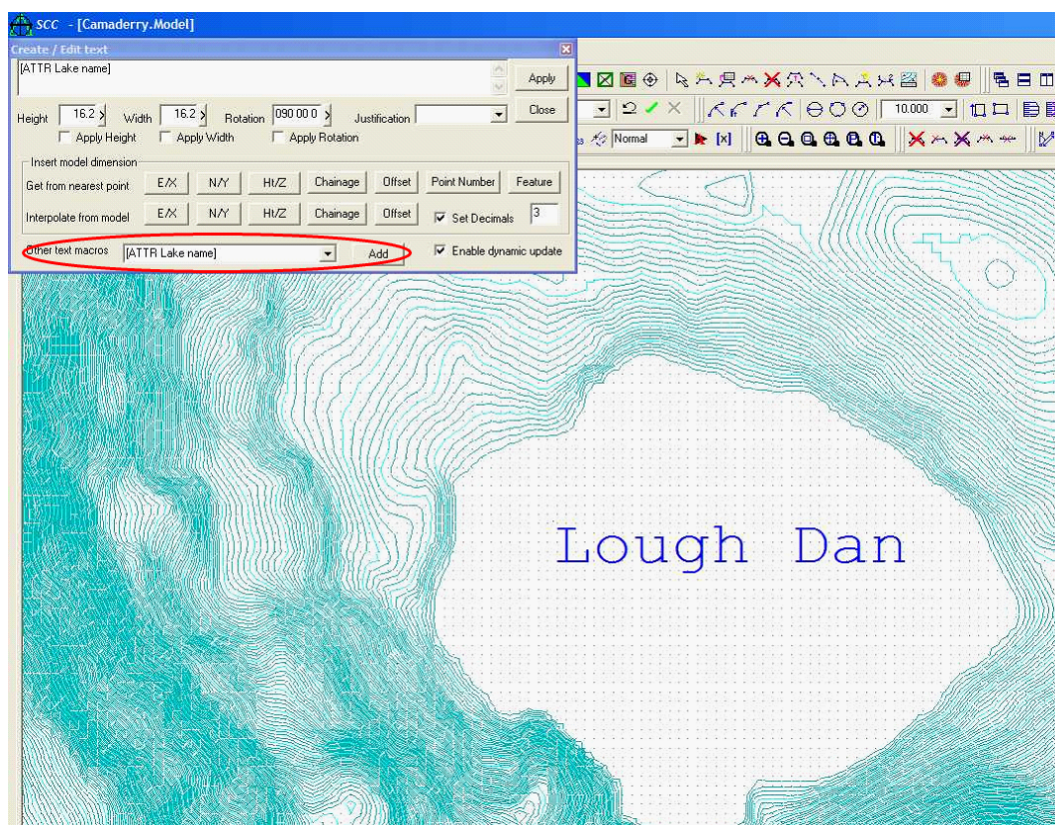 SCC - [Camaderry.Model]
Create / Edit text
[ATTR Lake name]
Apply
Height 16.2 Width 16.2 Rotation 090 00 0 Justification
Close
Apply Height Apply Width Apply Rotation
10.000
Normal
Insert model dimension
Get from nearest point E/X N/Y Ht/Z Chainage Offset Point Number Feature
Interpolate from model E/X N/Y Ht/Z Chainage Offset Set Decimals 3
Other text macros [ATTR Lake name] Add Enable dynamic update
Lough Dan